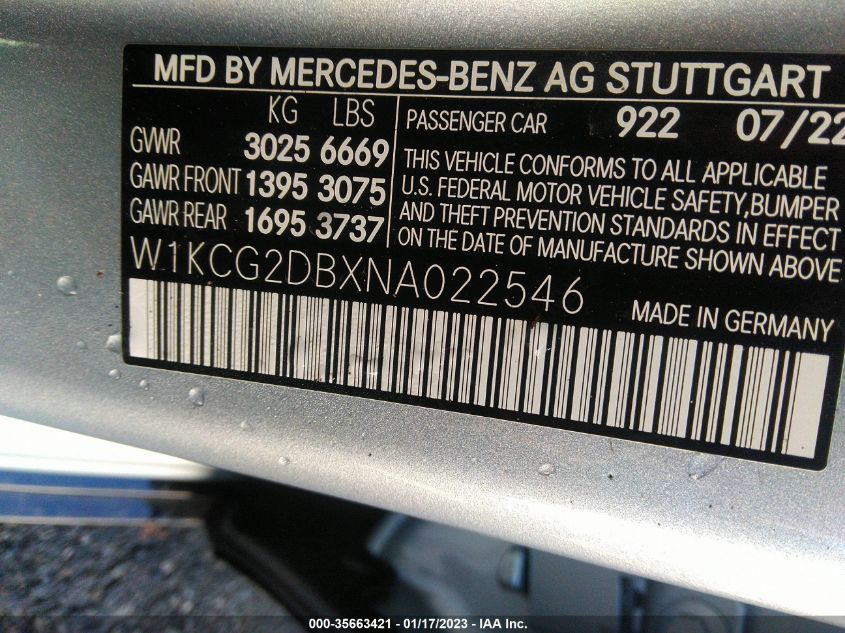 MFD BY MERCEDES-BENZ AG STUTTGART
KG LBS
GVWR 3025 6669
GAWR FRONT 1395 3075
GAWR REAR 1695 3737
PASSENGER CAR 922 07/22
THIS VEHICLE CONFORMS TO ALL APPLICABLE
U.S. FEDERAL MOTOR VEHICLE SAFETY,BUMPER
AND THEFT PREVENTION STANDARDS IN EFFECT
ON THE DATE OF MANUFACTURE SHOWN ABOVE.
W1KCG2DBXNA022546
MADE IN GERMANY
000-35663421 - 01/17/2023 - © IAA Inc.